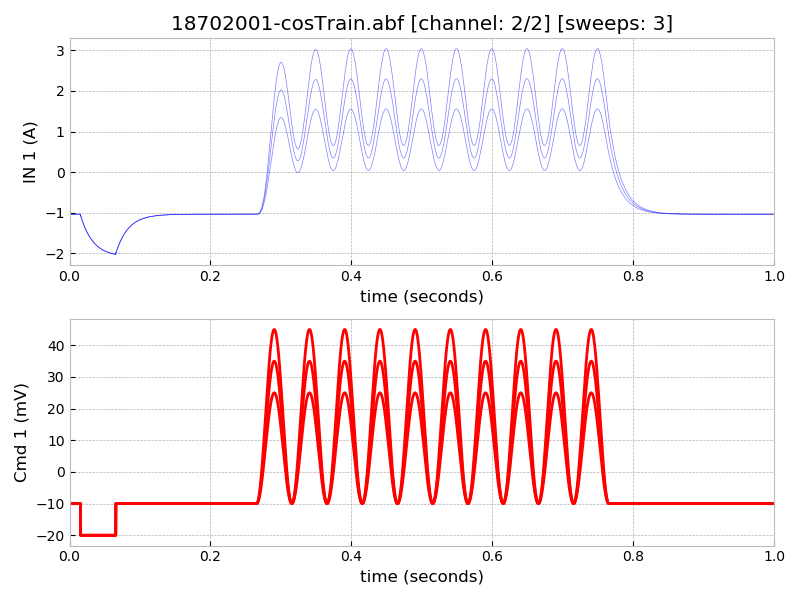 18702001-cosTrain.abf [channel: 2/2] [sweeps: 3]
IN 1 (A)
3
2
1
0
−1
−2
0.0 0.2 0.4 0.6 0.8 1.0
time (seconds)
Cmd 1 (mV)
40
30
20
10
0
−10
−20
0.0 0.2 0.4 0.6 0.8 1.0
time (seconds)